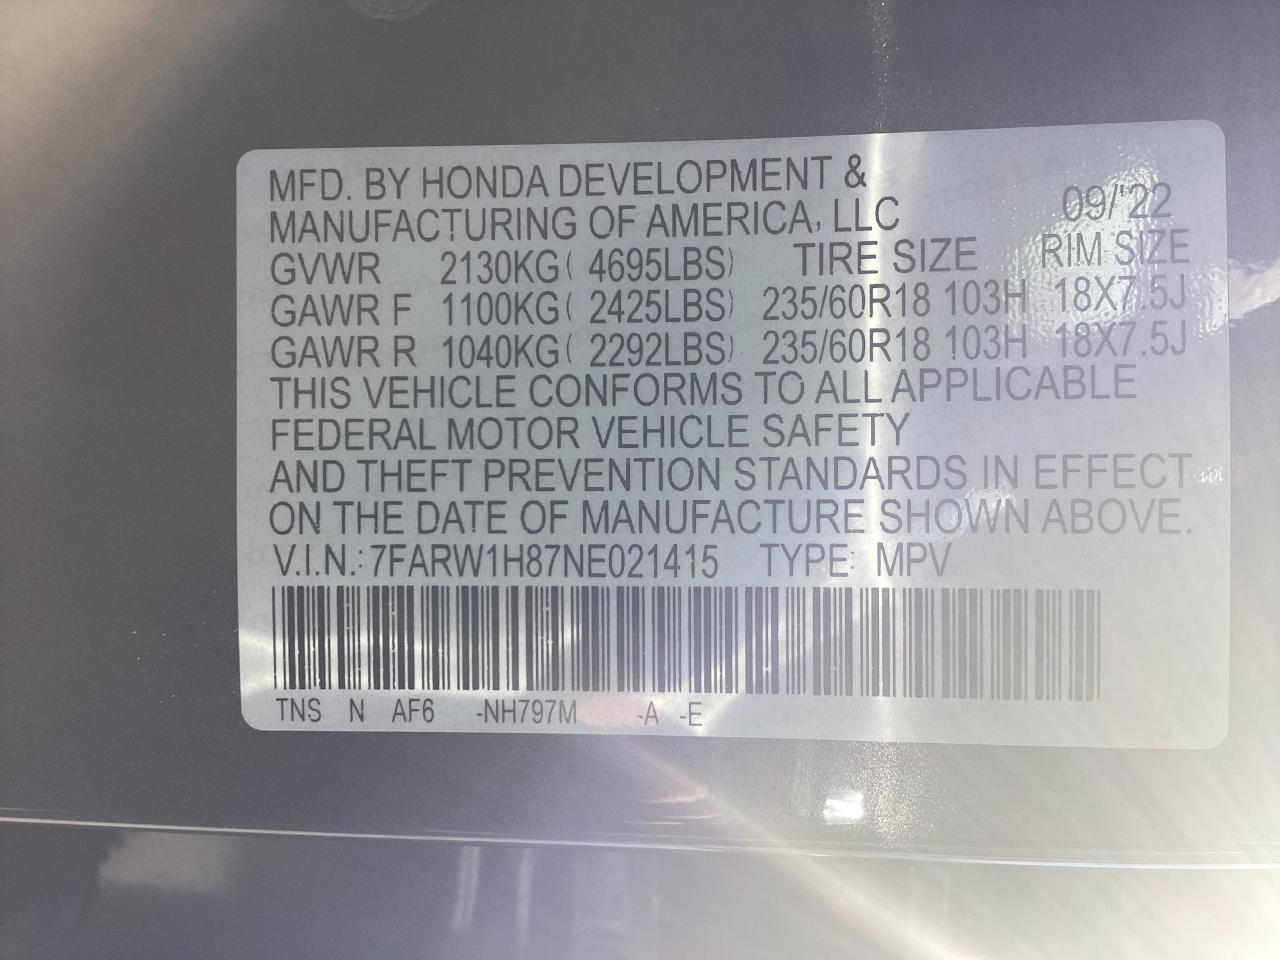 MFD. BY HONDA DEVELOPMENT &
MANUFACTURING OF AMERICA, LLC 09/'22
GVWR 2130KG( 4695LBS) TIRE SIZE RIM SIZE
GAWR F 1100KG( 2425LBS) 235/60R18 103H 18X7.5J
GAWR R 1040KG( 2292LBS) 235/60R18 103H 18X7.5J
THIS VEHICLE CONFORMS TO ALL APPLICABLE
FEDERAL MOTOR VEHICLE SAFETY
AND THEFT PREVENTION STANDARDS IN EFFECT
ON THE DATE OF MANUFACTURE SHOWN ABOVE.
V.I.N.: 7FARW1H87NE021415 TYPE: MPV
TNS N AF6 -NH797M -A -E